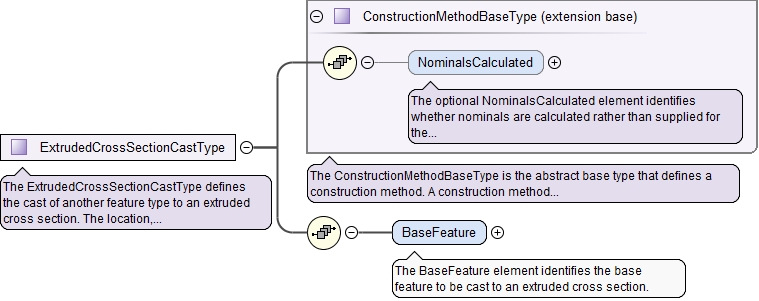 ConstructionMethodBaseType (extension base)
NominalsCalculated
The optional NominalsCalculated element identifies
whether nominals are calculated rather than supplied for
the...
ExtrudedCrossSectionCastType
The ExtrudedCrossSectionCastType defines
the cast of another feature type to an extruded
cross section. The location,...
The ConstructionMethodBaseType is the abstract base type that defines a
construction method. A construction method...
BaseFeature
The BaseFeature element identifies the base
feature to be cast to an extruded cross section.